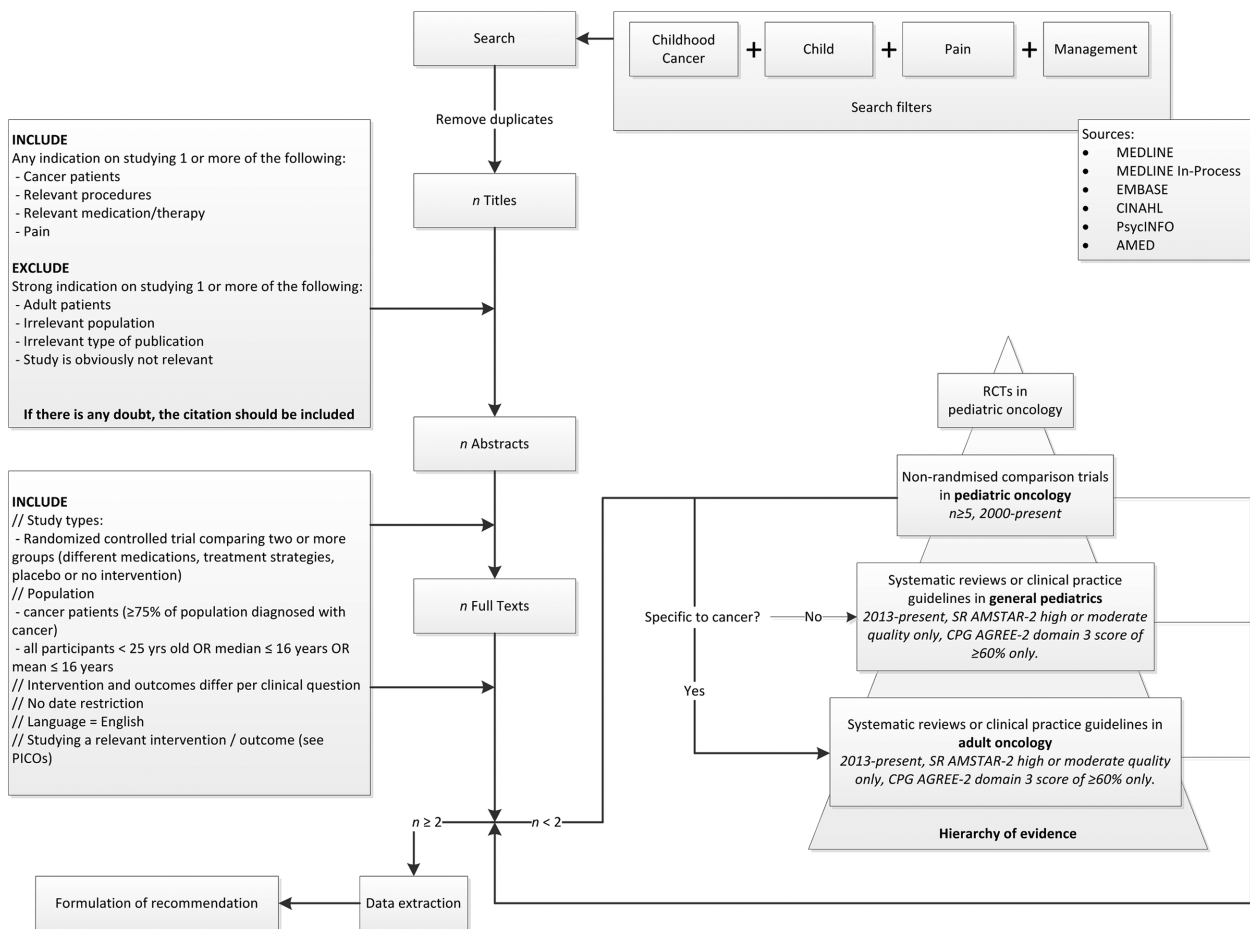 Search
Childhood
Cancer
+
Child
+
Pain
+
Management
Search filters
Remove duplicates
Sources:
● MEDLINE
● MEDLINE In-Process
● EMBASE
● CINAHL
● PsycINFO
● AMED
n Titles
INCLUDE
Any indication on studying 1 or more of the following:
- Cancer patients
- Relevant procedures
- Relevant medication/therapy
- Pain
EXCLUDE
Strong indication on studying 1 or more of the following:
- Adult patients
- Irrelevant population
- Irrelevant type of publication
- Study is obviously not relevant
If there is any doubt, the citation should be included
n Abstracts
INCLUDE
// Study types:
- Randomized controlled trial comparing two or more
groups (different medications, treatment strategies,
placebo or no intervention)
// Population
- cancer patients (≥75% of population diagnosed with
cancer)
- all participants < 25 yrs old OR median ≤ 16 years OR
mean ≤ 16 years
// Intervention and outcomes differ per clinical question
// No date restriction
// Language = English
// Studying a relevant intervention / outcome (see
PICOs)
n Full Texts
RCTs in
pediatric oncology
Non-randmised comparison trials
in pediatric oncology
n≥5, 2000-present
Systematic reviews or clinical practice
guidelines in general pediatrics
2013-present, SR AMSTAR-2 high or moderate
quality only, CPG AGREE-2 domain 3 score of
≥60% only.
Specific to cancer?
No
Yes
Systematic reviews or clinical practice guidelines in
adult oncology
2013-present, SR AMSTAR-2 high or moderate quality
only, CPG AGREE-2 domain 3 score of ≥60% only.
Hierarchy of evidence
n ≥ 2
n < 2
Data extraction
Formulation of recommendation